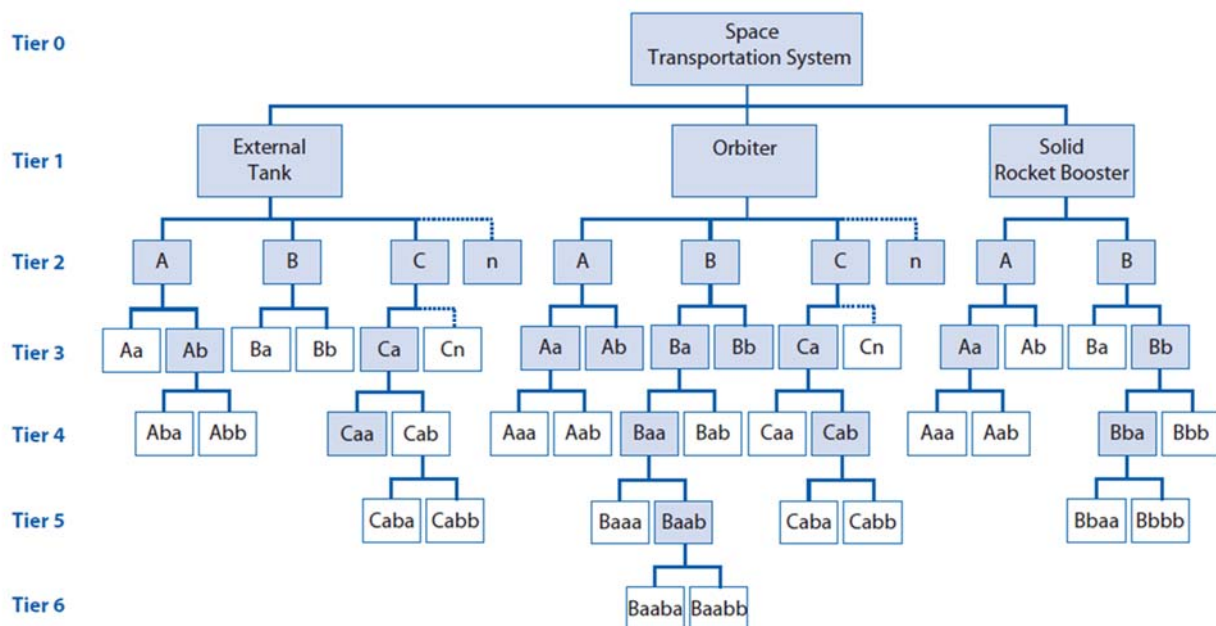 Tier 0
Space
Transportation System
Tier 1
External
Tank
Orbiter
Solid
Rocket Booster
Tier 2
A B C n A B C n A B
Tier 3
Aa Ab Ba Bb Ca Cn Aa Ab Ba Bb Ca Cn Aa Ab Ba Bb
Tier 4
Aba Abb Caa Cab Aaa Aab Baa Bab Caa Cab Aaa Aab Bba Bbb
Tier 5
Caba Cabb Baaa Baab Caba Cabb Bbaa Bbbb
Tier 6
Baaba Baabb